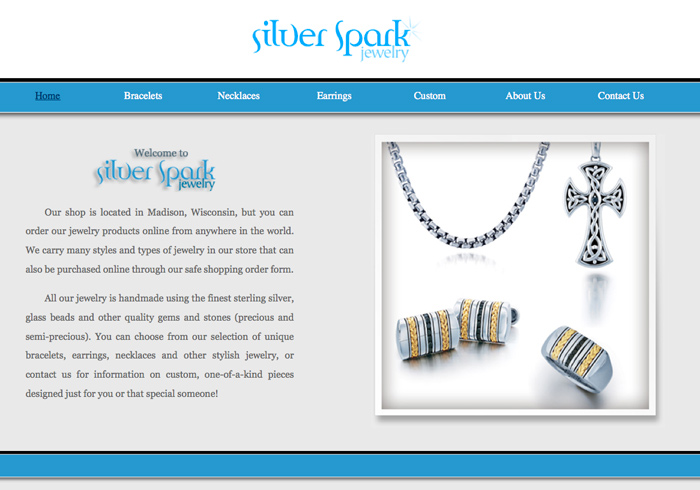 silver Spark
jewelry
Home Bracelets Necklaces Earrings Custom About Us Contact Us
Welcome to
silver Spark
jewelry
Our shop is located in Madison, Wisconsin, but you can
order our jewelry products online from anywhere in the world.
We carry many styles and types of jewelry in our store that can
also be purchased online through our safe shopping order form.
All our jewelry is handmade using the finest sterling silver,
glass beads and other quality gems and stones (precious and
semi-precious). You can choose from our selection of unique
bracelets, earrings, necklaces and other stylish jewelry, or
contact us for information on custom, one-of-a-kind pieces
designed just for you or that special someone!